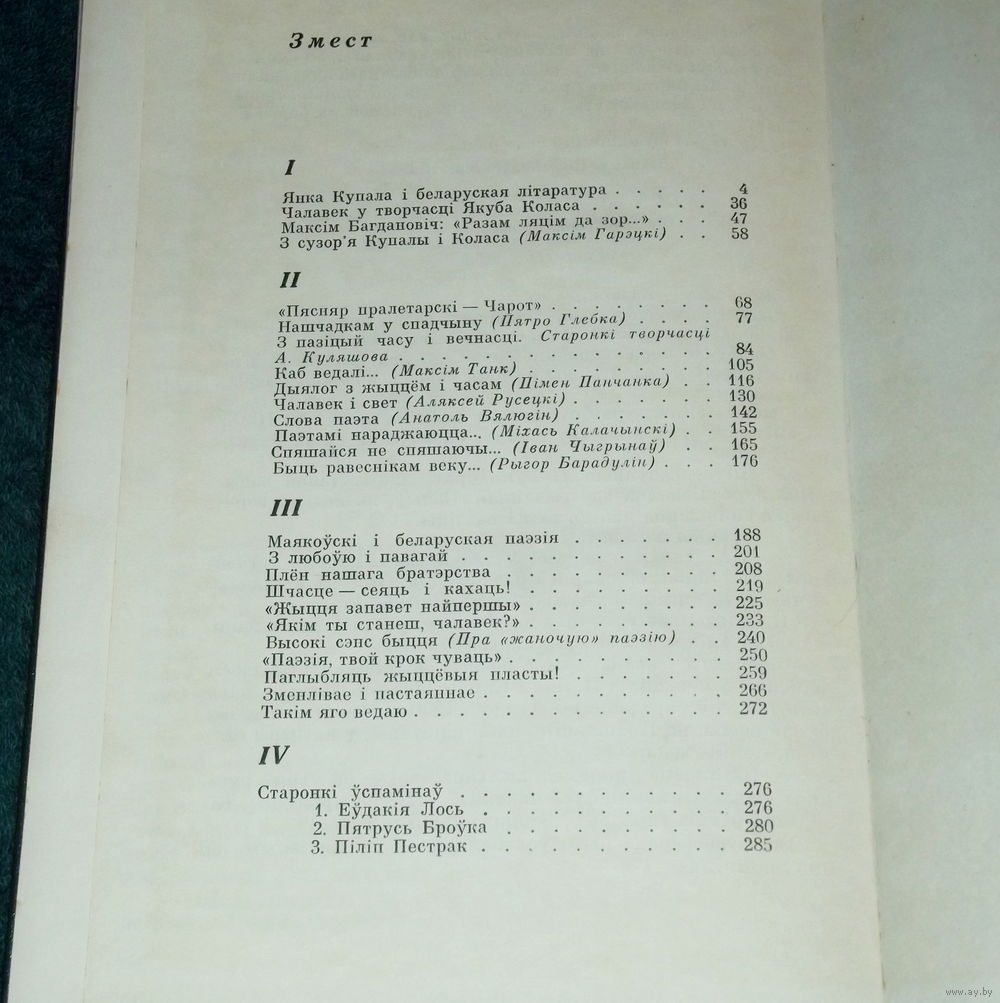 Змест
I
Янка Купала і беларуская літаратура . . . . . 4
Чалавек у творчасці Якуба Коласа . . . . . . 36
Максім Багдановіч: «Разам ляцім да зор...» . . . 47
З сузор'я Купалы і Коласа (Максім Гарэцкі) . . 58
II
«Пясняр пралетарскі — Чарот» . . . . . . . . 68
Нашчадкам у спадчыну (Пятро Глебка) . . . . 77
З пазіцый часу і вечнасці. Старонкі творчасці
А. Куляшова . . . . . . . . . . . . . . . 84
Каб ведалі... (Максім Танк) . . . . . . . . 105
Дыялог з жыццём і часам (Пімен Панчанка) . . 116
Чалавек і свет (Аляксей Русецкі) . . . . . . . 130
Слова паэта (Анатоль Вялюгін) . . . . . . . 142
Паэтамі нараджаюцца... (Міхась Калачынскі) . . 155
Спяшайся не спяшаючы... (Іван Чыгрынаў) . . 165
Быць равеснікам веку... (Рыгор Барадулін) . . . 176
III
Маякоўскі і беларуская паэзія . . . . . . . 188
З любоўю і павагай . . . . . . . . . . . . 201
Плён нашага братэрства . . . . . . . . . . 208
Шчасце — сеяць і кахаць! . . . . . . . . . 219
«Жыцця запавет найпершы» . . . . . . . . . 225
«Якім ты станеш, чалавек?» . . . . . . . . . 233
Высокі сэнс быцця (Пра «жаночую» паэзію) . . 240
«Паэзія, твой крок чуваць» . . . . . . . . . . 250
Паглыбляць жыццёвыя пласты! . . . . . . . 259
Зменлівае і пастаяннае . . . . . . . . . . . 266
Такім яго ведаю . . . . . . . . . . . . . . 272
IV
Старонкі ўспамінаў . . . . . . . . . . . . 276
1. Еўдакія Лось . . . . . . . . . . . 276
2. Пятрусь Броўка . . . . . . . . . . 280
3. Піліп Пестрак . . . . . . . . . . . 285
www.ay.by